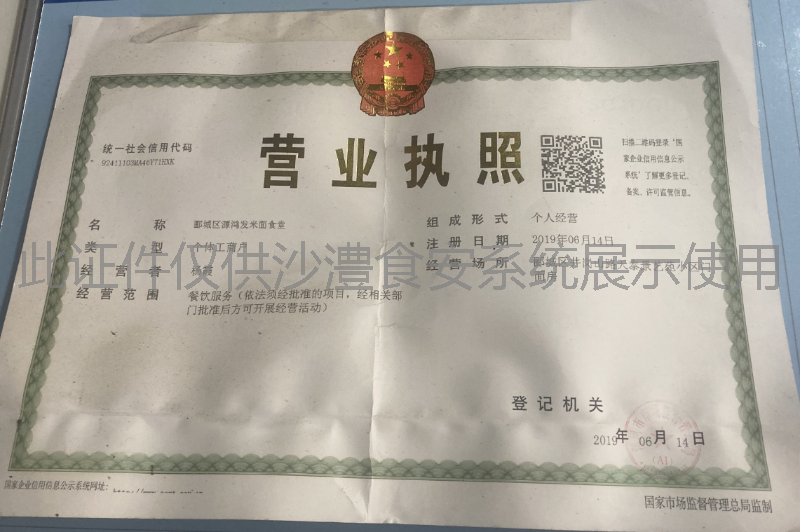 统一社会信用代码
92411103MA46Y71HXK
营业执照
扫描二维码登录'国
家企业信用信息公示
系统'了解更多登记、
备案、许可监管信息。
名称 郾城区源鸿发米面食堂
类型 个体工商户
经营者 杨霞
经营范围 餐饮服务(依法须经批准的项目,经相关部
门批准后方可开展经营活动)
组成形式 个人经营
注册日期 2019年06月14日
经营场所
此证件仅供沙澧食安系统展示使用
登记机关
2019年 06月 14日
国家企业信用信息公示系统网址:
国家市场监督管理总局监制